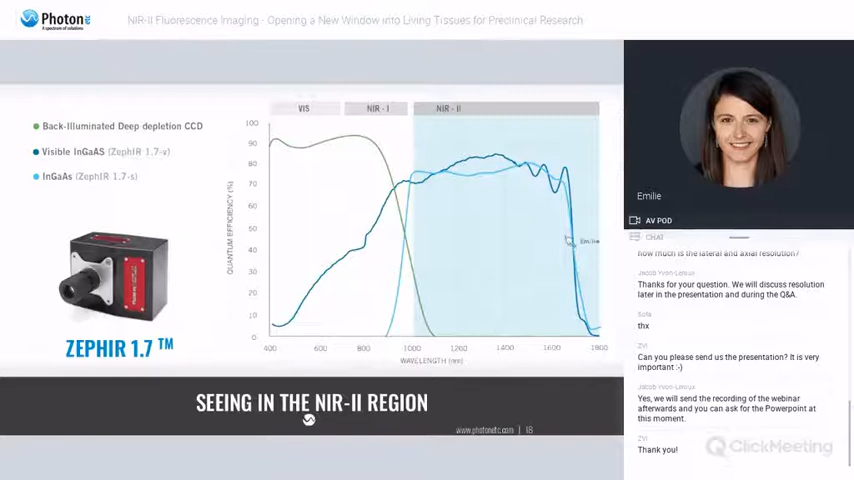 Photon etc
A spectrum of solutions
NIR-II Fluorescence Imaging - Opening a New Window into Living Tissues for Preclinical Research
VIS
NIR - I
NIR - II
Back-Illuminated Deep depletion CCD
Visible InGaAS (ZephIR 1.7-v)
InGaAs (ZephIR 1.7-s)
100
90
80
70
60
50
40
30
20
10
0
QUANTUM EFFICIENCY (%)
400
600
800
1000
1200
1400
1600
1800
WAVELENGTH (nm)
Emilie
ZEPHIR 1.7 ™
SEEING IN THE NIR-II REGION
www.photonetc.com | 18
Emilie
AV POD
CHAT
how much is the lateral and axial resolution?
Jacob Yvon-Leroux
Thanks for your question. We will discuss resolution
later in the presentation and during the Q&A.
Sofa
thx
ZVI
Can you please send us the presentation? It is very
important :-)
Jacob Yvon-Leroux
Yes, we will send the recording of the webinar
afterwards and you can ask for the Powerpoint at
this moment.
ZVI
Thank you!
ClickMeeting